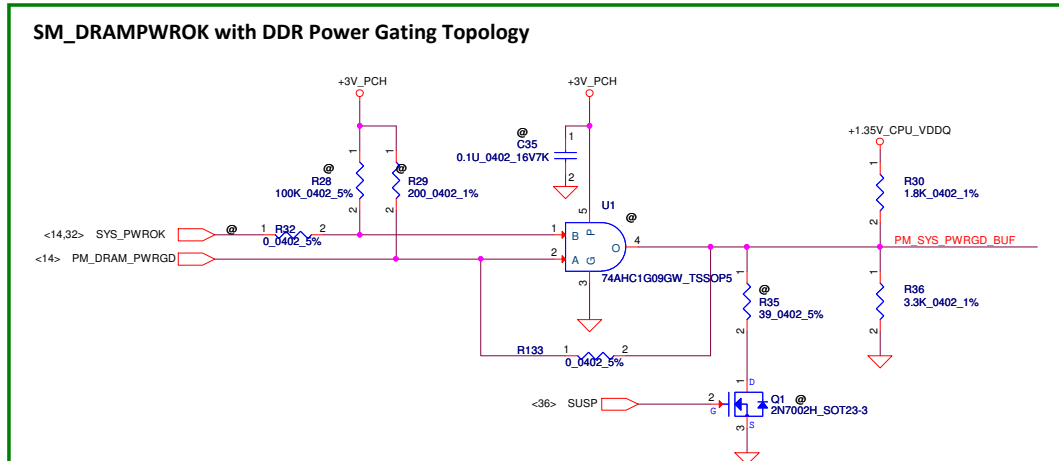 SM_DRAMPWROK with DDR Power Gating Topology
+3V_PCH
+3V_PCH
+1.35V_CPU_VDDQ
@
C35
0.1U_0402_16V7K
1
2
1
@
R28
100K_0402_5%
2
1
@
R29
200_0402_1%
2
1
R30
1.8K_0402_1%
2
U1
@
5
P
<14,32> SYS_PWROK
@
1
R32
2
0_0402_5%
1
B
<14> PM_DRAM_PWRGD
2
A
G
O
4
3
74AHC1G09GW_TSSOP5
PM_SYS_PWRGD_BUF
1
@
R35
39_0402_5%
2
1
R36
3.3K_0402_1%
2
R133
1
2
0_0402_5%
<36> SUSP
2
G
1
D
Q1
@
2N7002H_SOT23-3
3
S